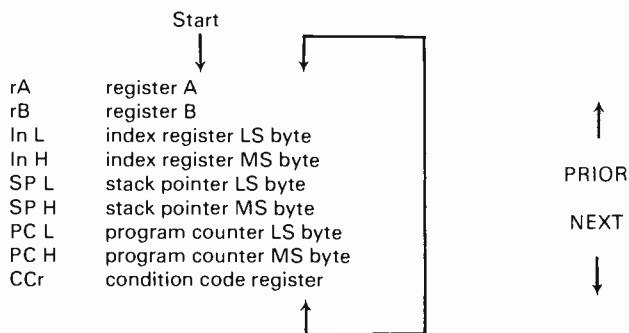 Start
rA register A
rB register B
In L index register LS byte
In H index register MS byte
SP L stack pointer LS byte
SP H stack pointer MS byte
PC L program counter LS byte
PC H program counter MS byte
CCr condition code register
PRIOR
NEXT